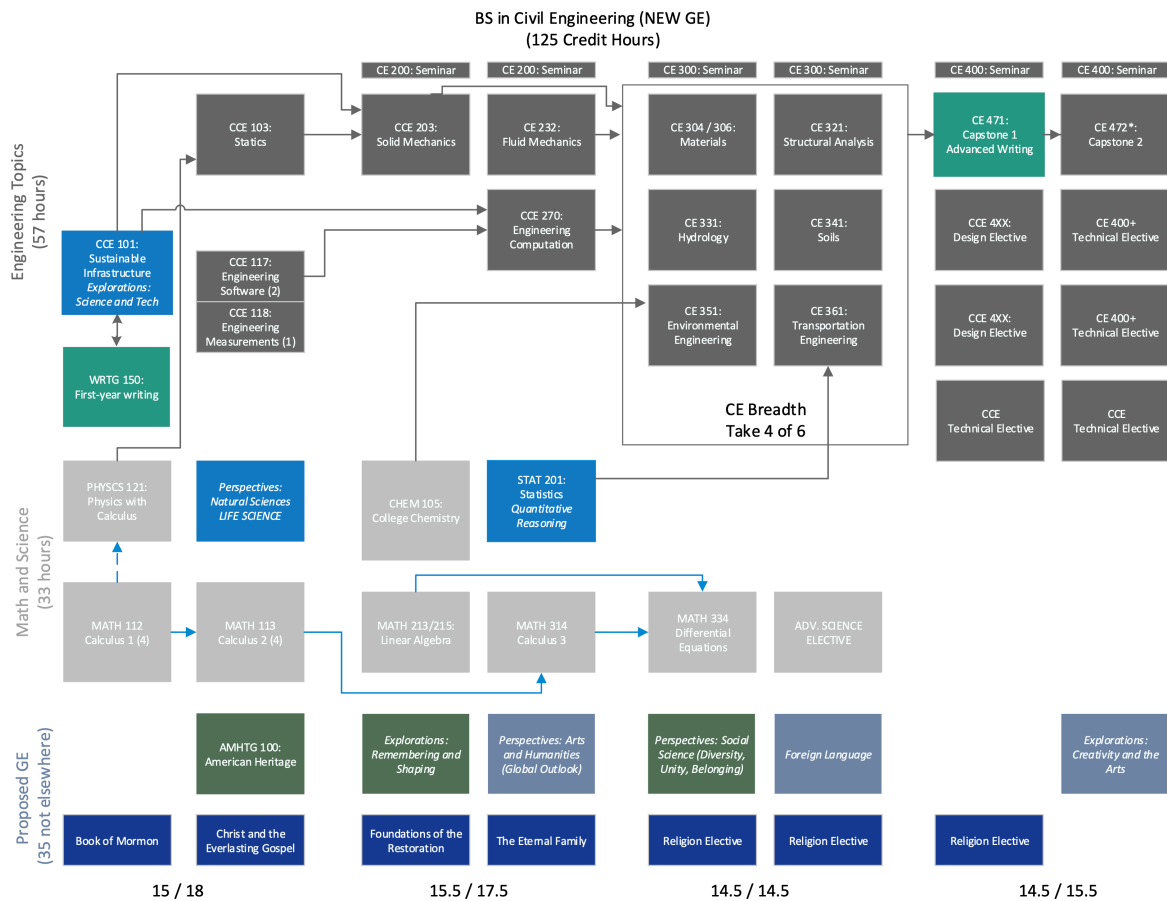 BS in Civil Engineering (NEW GE)
(125 Credit Hours)
CE 200: Seminar
CE 200: Seminar
CE 300: Seminar
CE 300: Seminar
CE 400: Seminar
CE 400: Seminar
Engineering Topics
(57 hours)
CCE 103:
Statics
CCE 203:
Solid Mechanics
CE 232:
Fluid Mechanics
CE 304 / 306:
Materials
CE 321:
Structural Analysis
CE 471:
Capstone 1
Advanced Writing
CE 472*:
Capstone 2
CCE 101:
Sustainable
Infrastructure
Explorations:
Science and Tech
CCE 117:
Engineering
Software (2)
CCE 118:
Engineering
Measurements (1)
CCE 270:
Engineering
Computation
CE 331:
Hydrology
CE 341:
Soils
CCE 4XX:
Design Elective
CE 400+
Technical Elective
WRTG 150:
First-year writing
CE 351:
Environmental
Engineering
CE 361:
Transportation
Engineering
CCE 4XX:
Design Elective
CE 400+
Technical Elective
CE Breadth
Take 4 of 6
CCE
Technical Elective
CCE
Technical Elective
Math and Science
(33 hours)
PHYSCS 121:
Physics with
Calculus
Perspectives:
Natural Sciences
LIFE SCIENCE
CHEM 105:
College Chemistry
STAT 201:
Statistics
Quantitative
Reasoning
MATH 112
Calculus 1 (4)
MATH 113
Calculus 2 (4)
MATH 213/215:
Linear Algebra
MATH 314
Calculus 3
MATH 334
Differential
Equations
ADV. SCIENCE
ELECTIVE
Proposed GE
(35 not elsewhere)
AMHTG 100:
American Heritage
Explorations:
Remembering and
Shaping
Perspectives: Arts
and Humanities
(Global Outlook)
Perspectives: Social
Science (Diversity,
Unity, Belonging)
Foreign Language
Explorations:
Creativity and the
Arts
Book of Mormon
Christ and the
Everlasting Gospel
Foundations of the
Restoration
The Eternal Family
Religion Elective
Religion Elective
Religion Elective
15 / 18
15.5 / 17.5
14.5 / 14.5
14.5 / 15.5